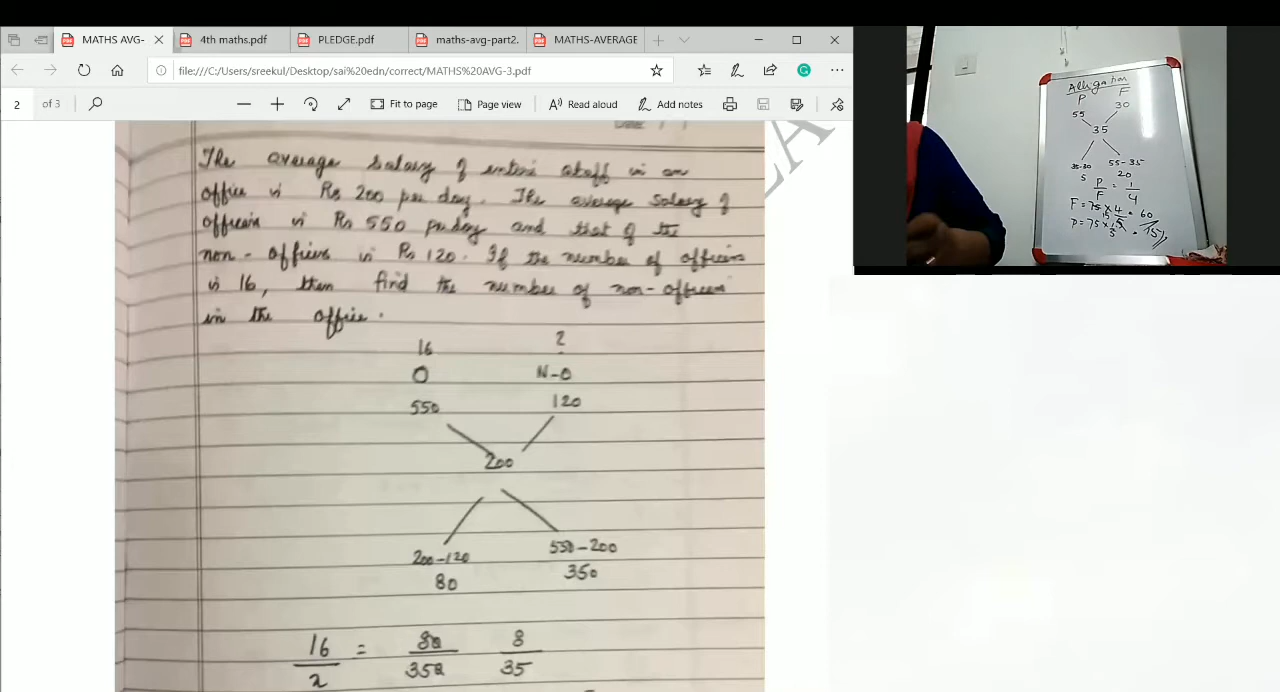 MATHS AVG-
4th maths.pdf
PLEDGE.pdf
maths-avg-part2.
MATHS-AVERAGE
file:///C:/Users/sreekul/Desktop/sai%20edn/correct/MATHS%20AVG-3.pdf
2 of 3
Fit to page
Page view
Read aloud
Add notes
The average salary of entire staff in an
office is Rs 200 per day. The average salary of
officers is Rs 550 per day and that of the
non-officers is Rs 120. If the number of officers
is 16, then find the number of non-officers
in the office.
16 ?
O N-O
550 120
200
200-120 550-200
80 350
16/x = 80/350 8/35
Alligation
P F
55 30
35
35-30 55-35
5 20
P/F = 1/4
F = 75 × 4/5 = 60
P = 75 × 1/5 = 15